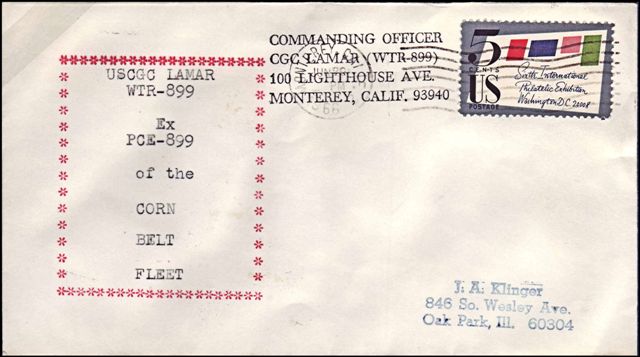 COMMANDING OFFICER
CGC LAMAR (WTR-899)
100 LIGHTHOUSE AVE.
MONTEREY, CALIF. 93940
5
CENTS
US
POSTAGE
Sixth International
Philatelic Exhibition
Washington D.C. 20008
USCGC LAMAR
WTR-899
Ex
PCE-899
of the
CORN
BELT
FLEET
J. A. Klinger
846 So. Wesley Ave.
Oak Park, Ill. 60304